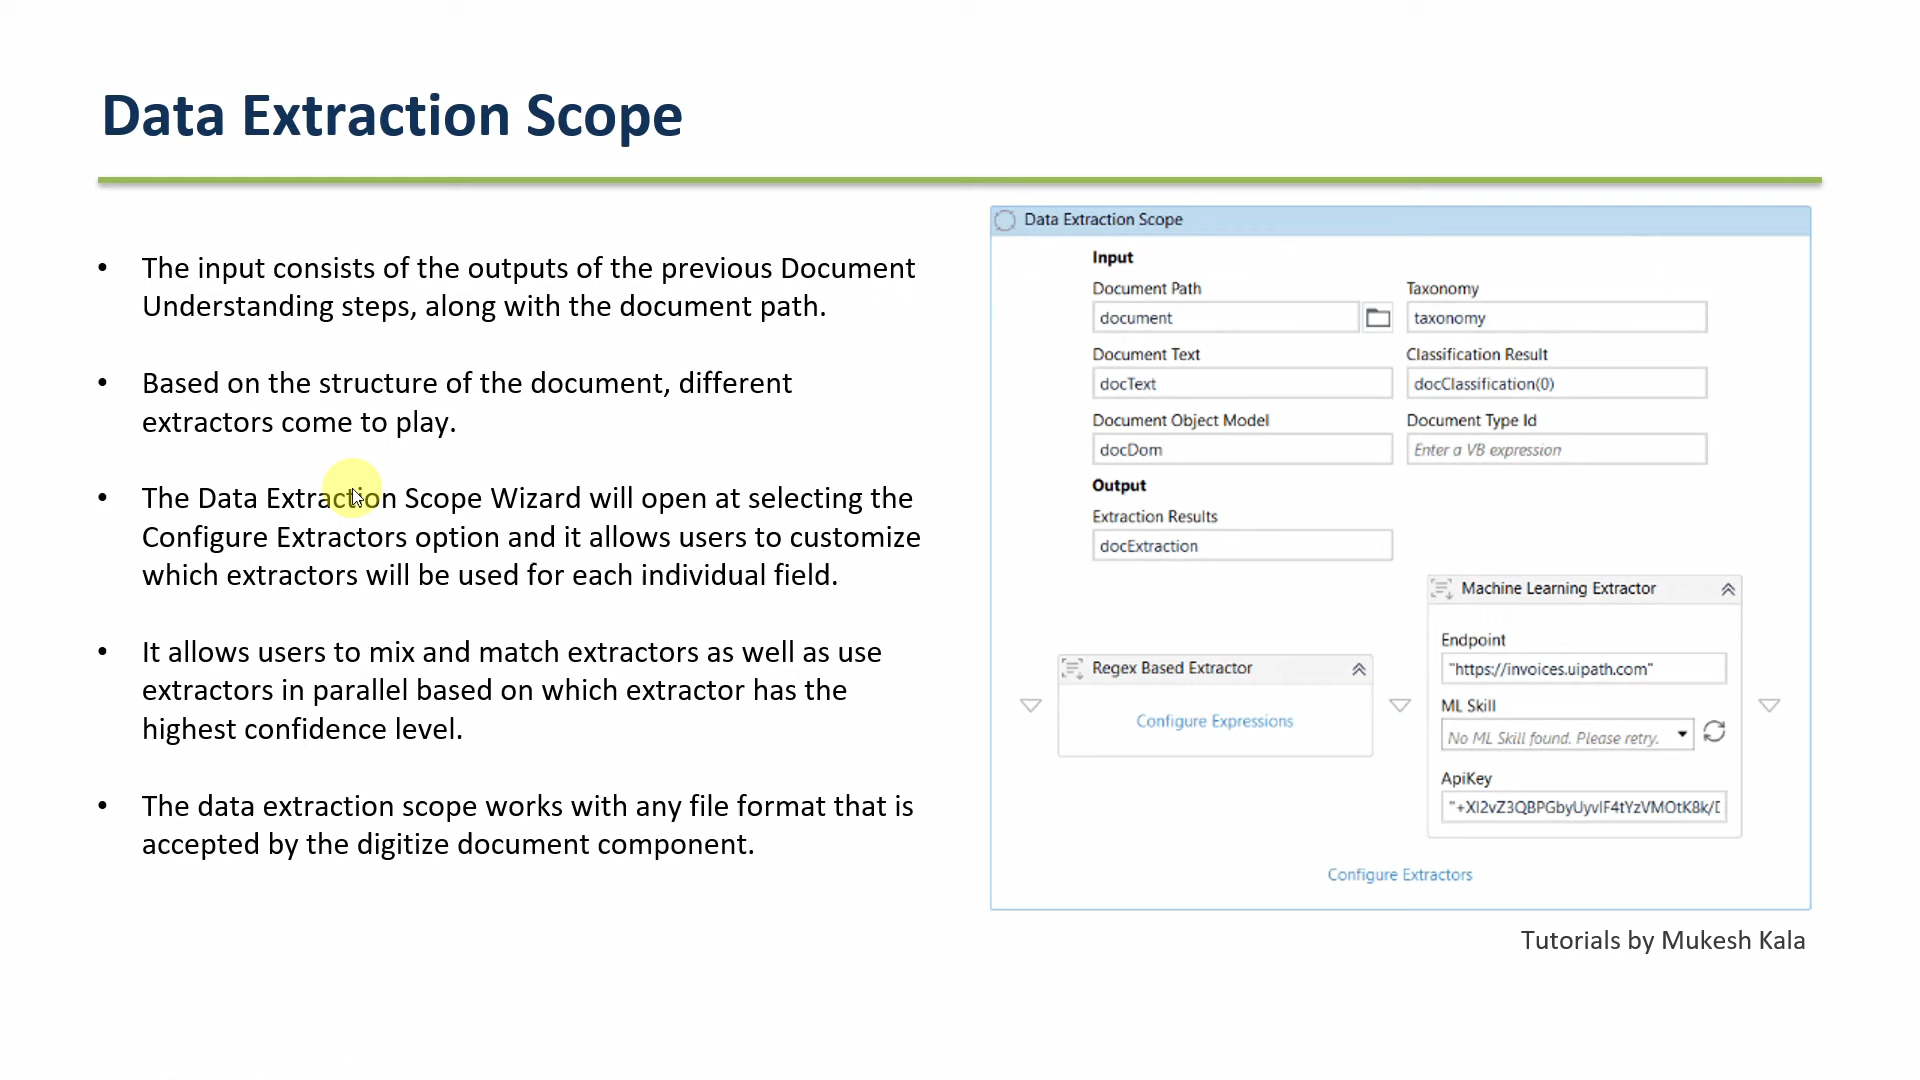 Data Extraction Scope
• The input consists of the outputs of the previous Document
Understanding steps, along with the document path.
• Based on the structure of the document, different
extractors come to play.
• The Data Extraction Scope Wizard will open at selecting the
Configure Extractors option and it allows users to customize
which extractors will be used for each individual field.
• It allows users to mix and match extractors as well as use
extractors in parallel based on which extractor has the
highest confidence level.
• The data extraction scope works with any file format that is
accepted by the digitize document component.
Data Extraction Scope
Input
Document Path
document
Taxonomy
taxonomy
Document Text
docText
Classification Result
docClassification(0)
Document Object Model
docDom
Document Type Id
Enter a VB expression
Output
Extraction Results
docExtraction
Regex Based Extractor
Configure Expressions
Machine Learning Extractor
Endpoint
"https://invoices.uipath.com"
ML Skill
No ML Skill found. Please retry.
ApiKey
Configure Extractors
Tutorials by Mukesh Kala